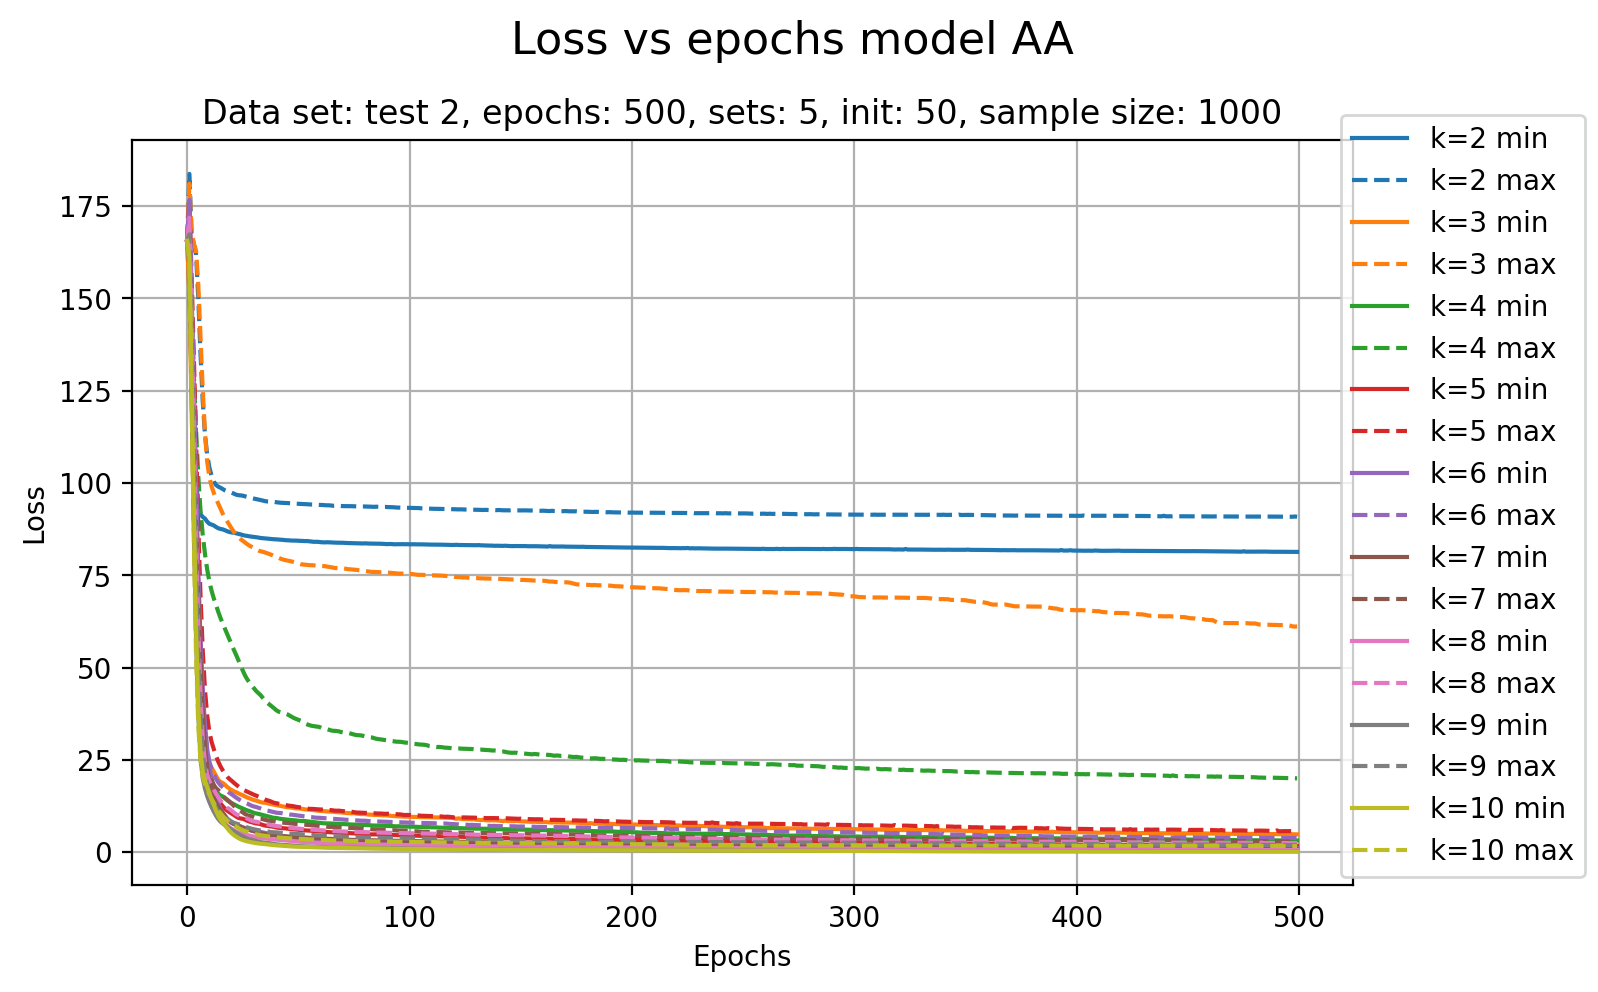 Loss vs epochs model AA
Data set: test 2, epochs: 500, sets: 5, init: 50, sample size: 1000
Loss
175
150
125
100
75
50
25
0
0 100 200 300 400 500
Epochs
k=2 min
k=2 max
k=3 min
k=3 max
k=4 min
k=4 max
k=5 min
k=5 max
k=6 min
k=6 max
k=7 min
k=7 max
k=8 min
k=8 max
k=9 min
k=9 max
k=10 min
k=10 max